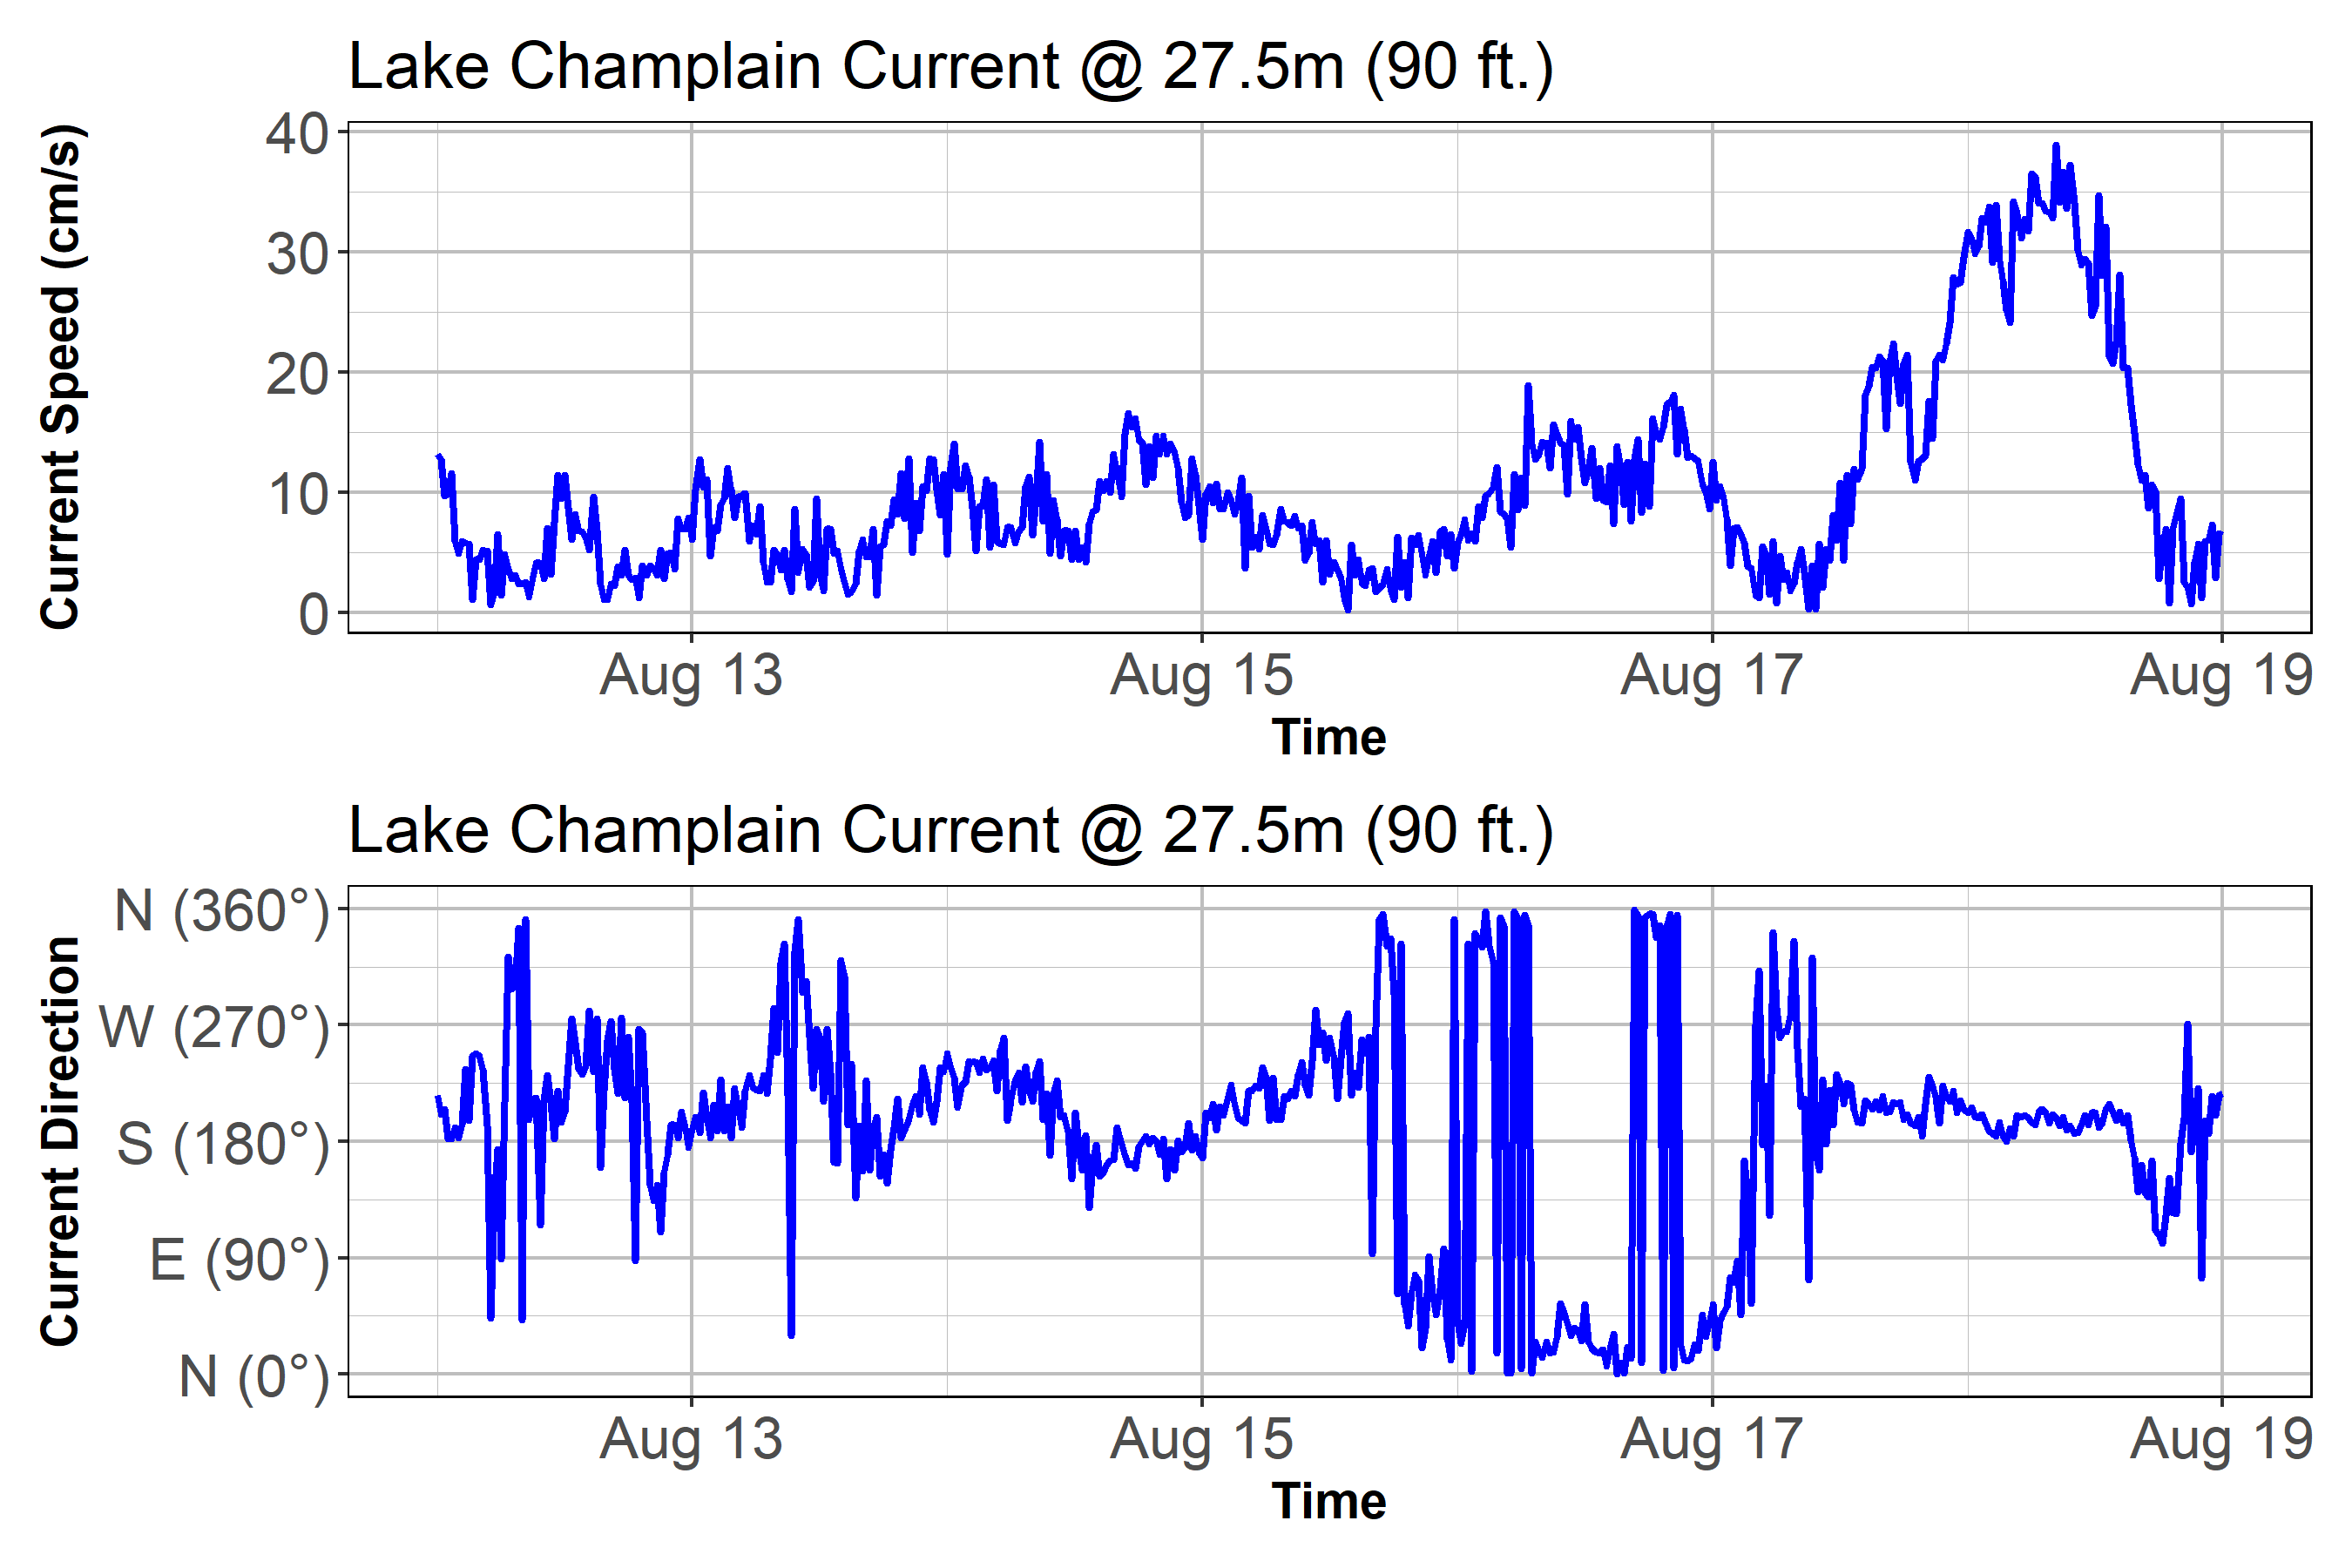 Lake Champlain Current @ 27.5m (90 ft.)
Current Speed (cm/s)
40
30
20
10
0
Aug 13 Aug 15 Aug 17 Aug 19
Time
Lake Champlain Current @ 27.5m (90 ft.)
Current Direction
N (360°)
W (270°)
S (180°)
E (90°)
N (0°)
Aug 13 Aug 15 Aug 17 Aug 19
Time